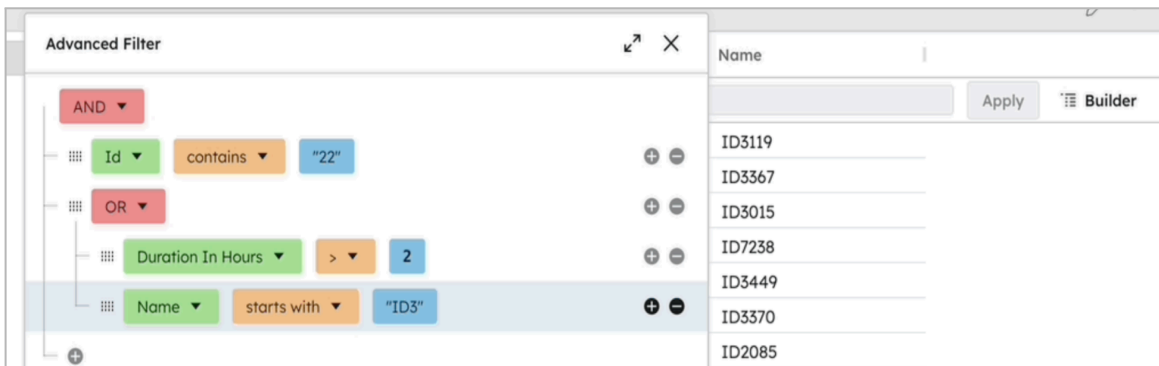 Advanced Filter
Name
AND
Apply
Builder
Id contains "22"
ID3119
ID3367
OR
ID3015
Duration In Hours > 2
ID7238
ID3449
Name starts with "ID3"
ID3370
ID2085